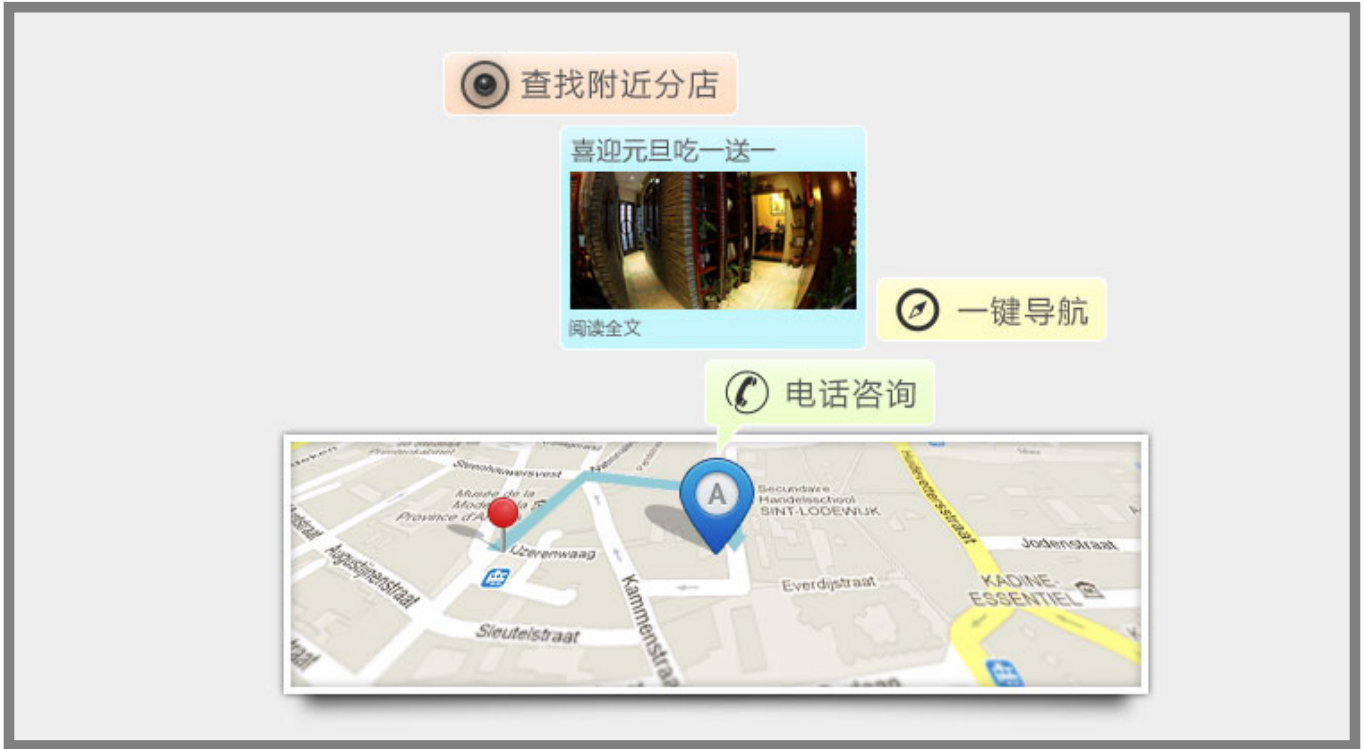 查找附近分店
喜迎元旦吃一送一
阅读全文
一键导航
电话咨询
Steenhouwersvest
Musée de la
Mode
Province d'A
IJzerenwaag
A
Secundaire
Handelsschool
SINT-LODEWIJK
Jodenstraat
Everdijstraat
KADINE-
ESSENTIEL
Augustijnenstraat
Kammenstraat
Sleutelstraat